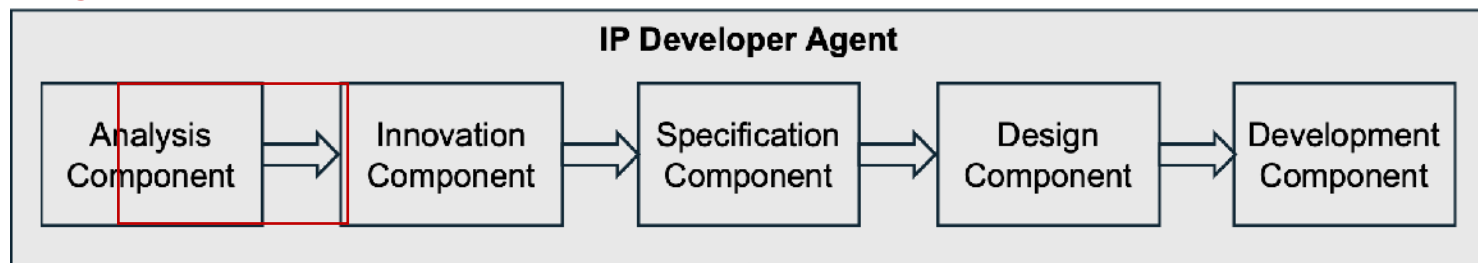 IP Developer Agent
Analysis
Component
Innovation
Component
Specification
Component
Design
Component
Development
Component